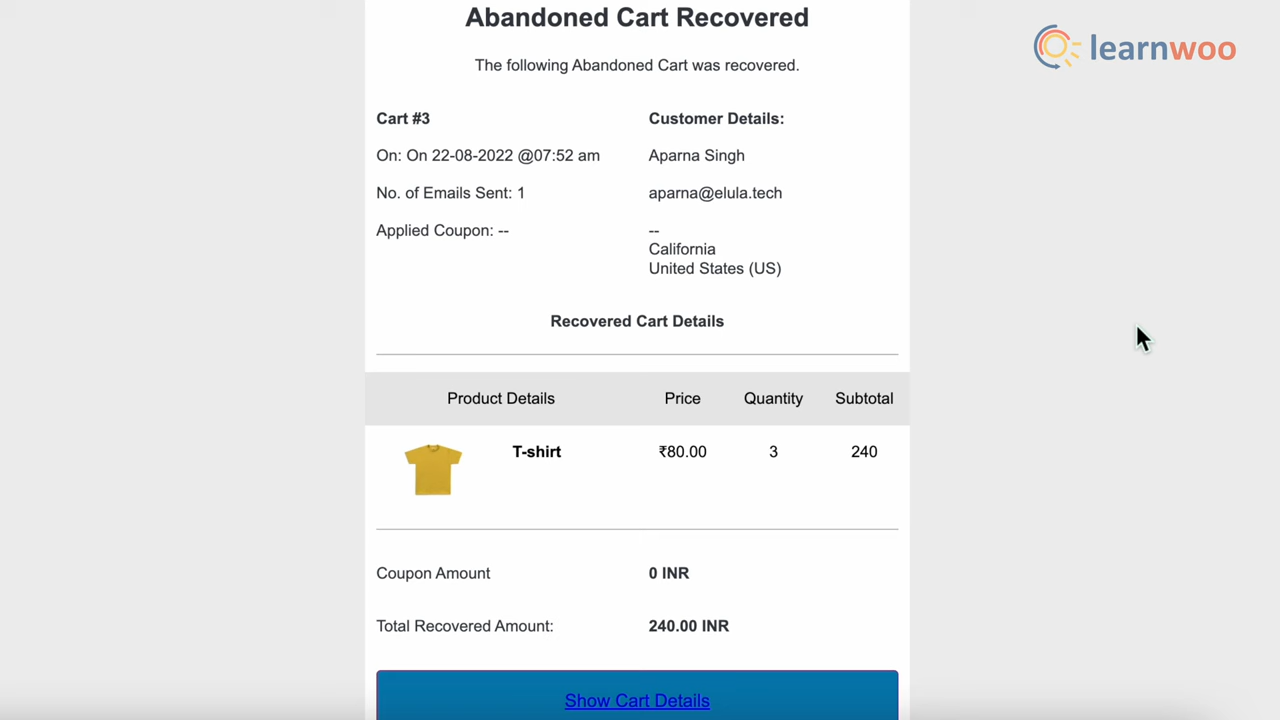 Abandoned Cart Recovered
learnwoo
The following Abandoned Cart was recovered.
Cart #3
On: On 22-08-2022 @07:52 am
No. of Emails Sent: 1
Applied Coupon: --
Customer Details:
Aparna Singh
aparna@elula.tech
--
California
United States (US)
Recovered Cart Details
Product Details Price Quantity Subtotal
T-shirt ₹80.00 3 240
Coupon Amount 0 INR
Total Recovered Amount: 240.00 INR
Show Cart Details